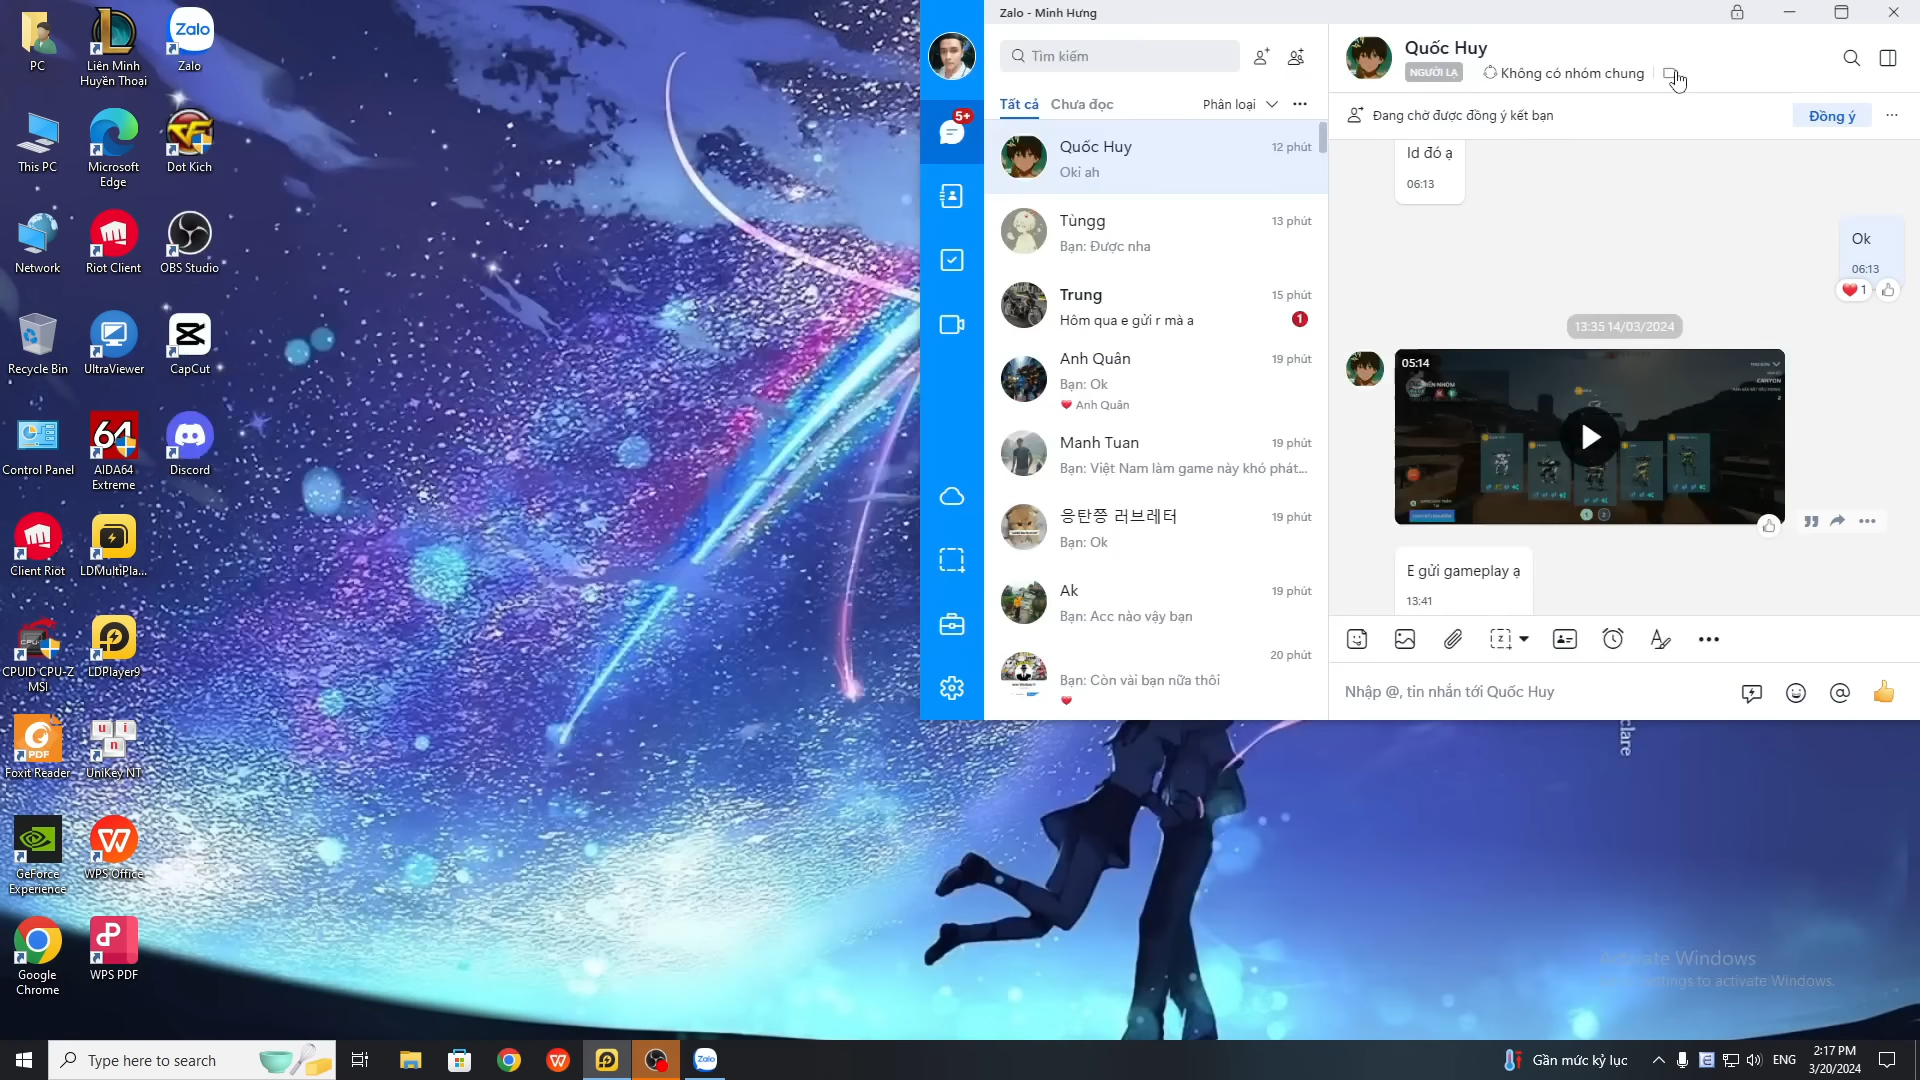 PC
Liên Minh
Huyền Thoại
Zalo
Zalo
This PC
Microsoft
Edge
CF
Dot Kich
Network
Riot Client
OBS Studio
Recycle Bin
UltraViewer
CapCut
Control Panel
64
AIDA64
Extreme
Discord
Client Riot
LDMultiPla...
CPUID CPU-Z
MSI
LDPlayer9
PDF
Foxit Reader
u n i
UniKey NT
GeForce
Experience
WPS Office
Google
Chrome
WPS PDF
Zalo - Minh Hưng
Tìm kiếm
Tất cả
Chưa đọc
Phân loại
5+
Quốc Huy
12 phút
Oki ah
Tùngg
13 phút
Bạn: Được nha
Trung
15 phút
Hôm qua e gửi r mà a
1
Anh Quân
19 phút
Bạn: Ok
Anh Quân
Manh Tuan
19 phút
Bạn: Việt Nam làm game này khó phát...
응탄쯩 러브레터
19 phút
Bạn: Ok
Ak
19 phút
Bạn: Acc nào vậy bạn
20 phút
Bạn: Còn vài bạn nữa thôi
Quốc Huy
NGƯỜI LẠ
Không có nhóm chung
Đang chờ được đồng ý kết bạn
Đồng ý
Id đó ạ
06:13
Ok
06:13
1
13:35 14/03/2024
05:14
CANYON
E gửi gameplay ạ
13:41
Nhập @, tin nhắn tới Quốc Huy
clare
Activate Windows
Type here to search
Zalo
Gần mức kỷ lục
ENG
2:17 PM
3/20/2024